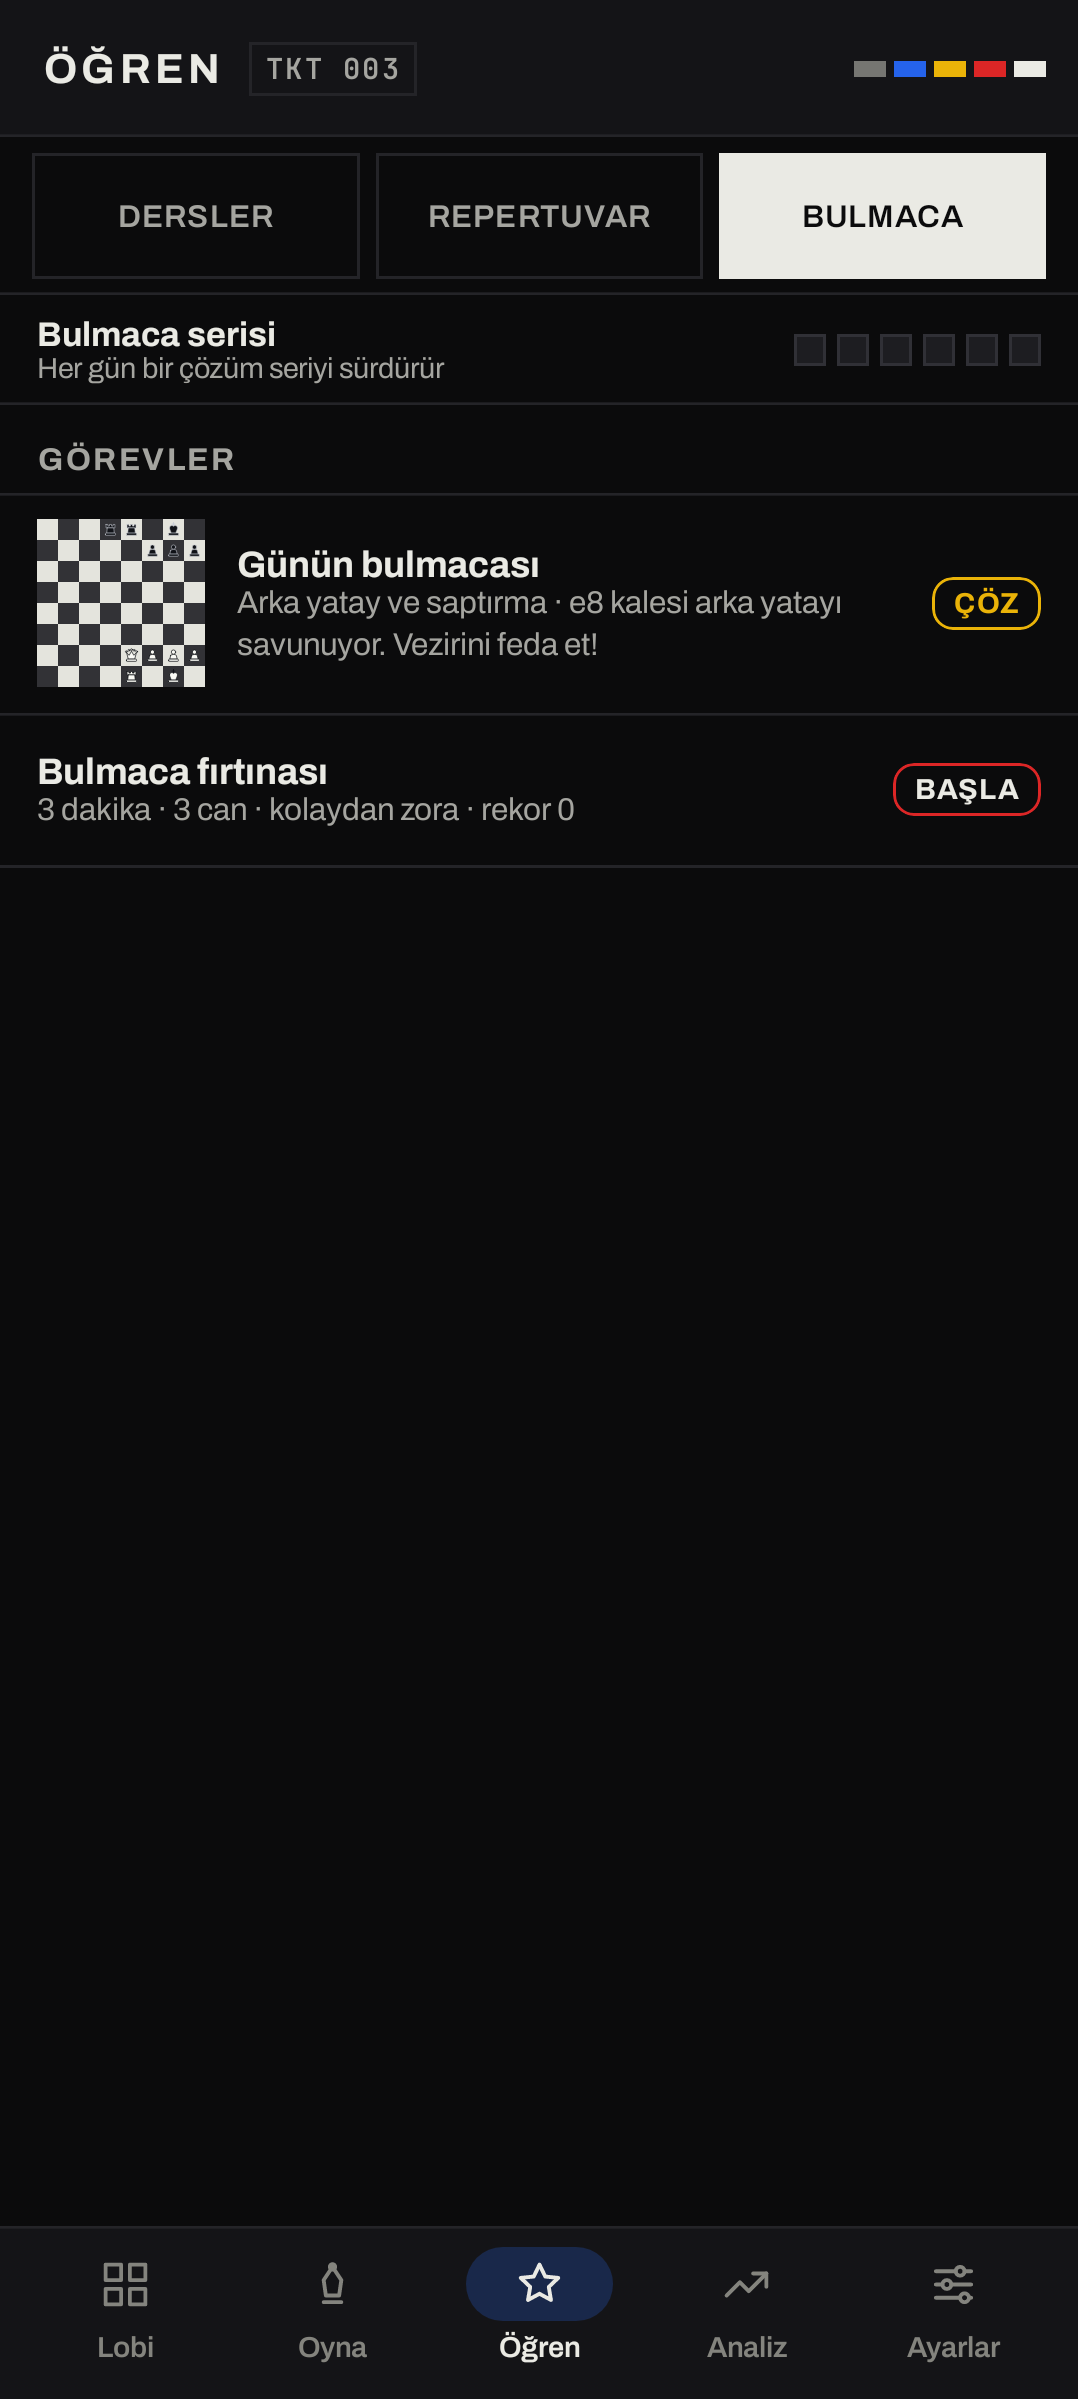 ÖĞREN
TKT 003
DERSLER
REPERTUVAR
BULMACA
Bulmaca serisi
Her gün bir çözüm seriyi sürdürür
GÖREVLER
Günün bulmacası
Arka yatay ve saptırma · e8 kalesi arka yatayı
savunuyor. Vezirini feda et!
ÇÖZ
Bulmaca fırtınası
3 dakika · 3 can · kolaydan zora · rekor 0
BAŞLA
Lobi
Oyna
Öğren
Analiz
Ayarlar